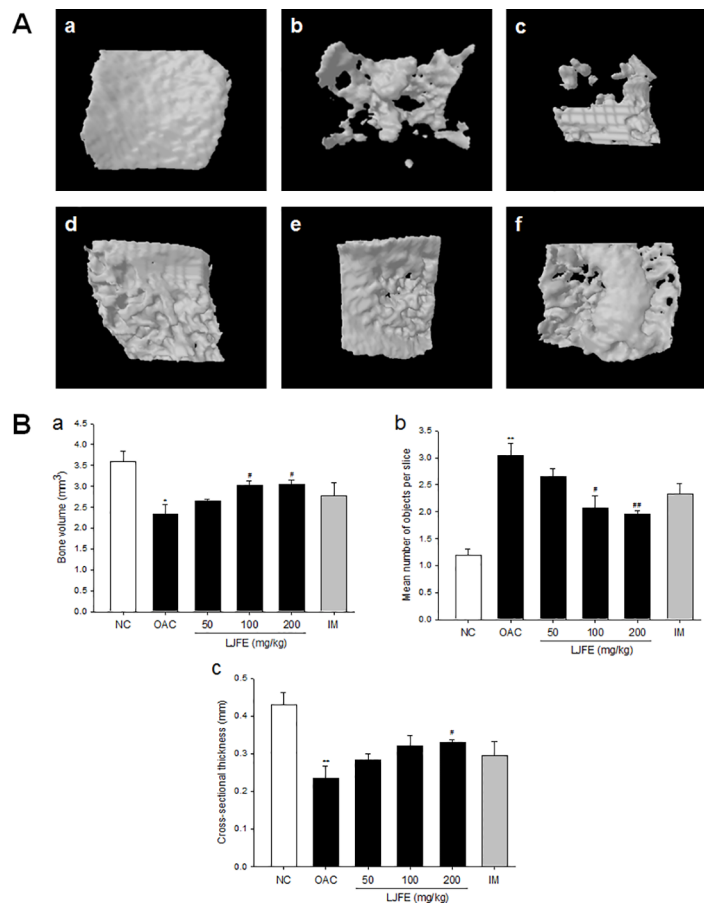 A
a
b
c
d
e
f
B
a
Bone volume (mm³)
4.5
4.0
3.5
3.0
2.5
2.0
1.5
1.0
0.5
0.0
*
#
#
NC
OAC
50
100
200
IM
LJFE (mg/kg)
b
Mean number of objects per slice
3.5
3.0
2.5
2.0
1.5
1.0
0.5
0.0
**
#
##
NC
OAC
50
100
200
IM
LJFE (mg/kg)
c
Cross-sectional thickness (mm)
0.5
0.4
0.3
0.2
0.1
0.0
**
#
NC
OAC
50
100
200
IM
LJFE (mg/kg)